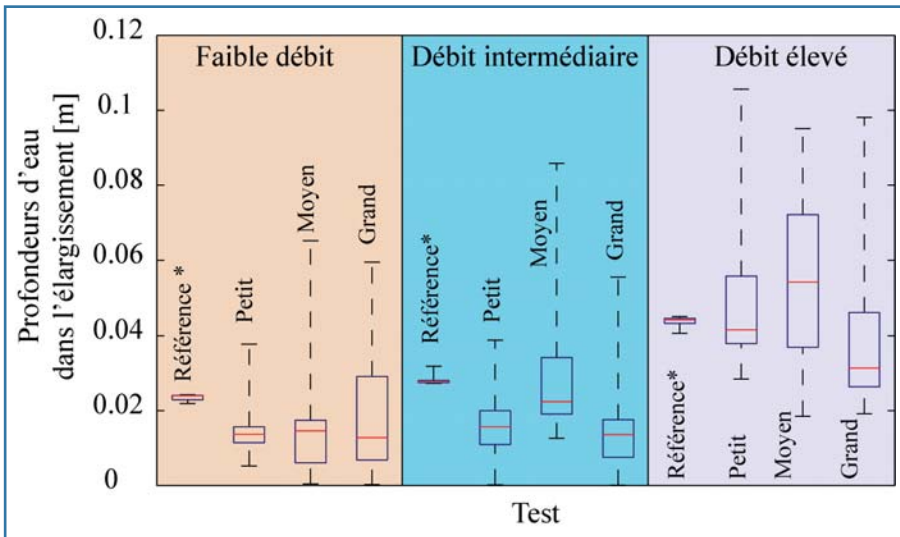 Faible débit
Débit intermédiaire
Débit élevé
Profondeurs d'eau
dans l'élargissement [m]
0.12
0.1
0.08
0.06
0.04
0.02
0
Référence *
Petit
Moyen
Grand
Référence*
Petit
Moyen
Grand
Référence*
Petit
Moyen
Grand
Test